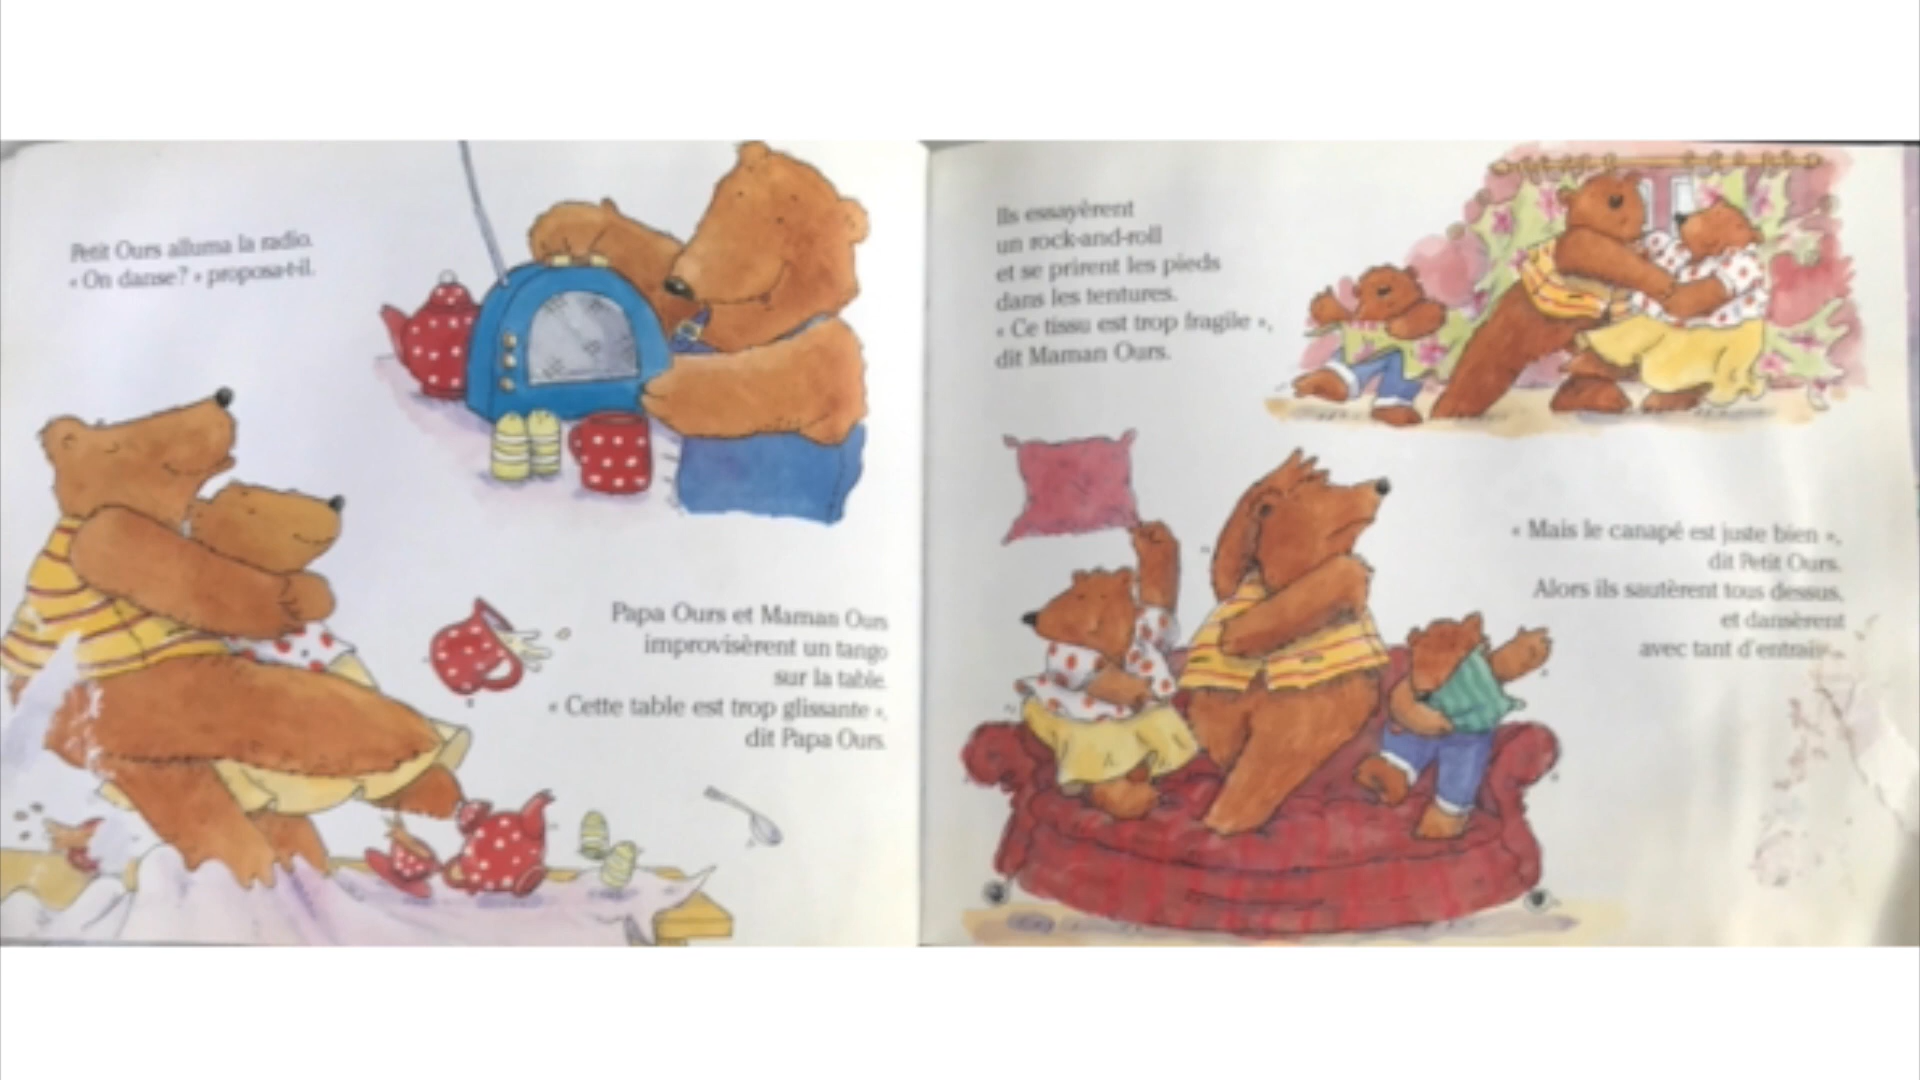 Petit Ours alluma la radio.
« On danse? » proposa-t-il.
Papa Ours et Maman Ours
improvisèrent un tango
sur la table.
« Cette table est trop glissante »,
dit Papa Ours.
Ils essayèrent
un rock-and-roll
et se prirent les pieds
dans les tentures.
« Ce tissu est trop fragile »,
dit Maman Ours.
« Mais le canapé est juste bien »,
dit Petit Ours.
Alors ils sautèrent tous dessus,
et dansèrent
avec tant